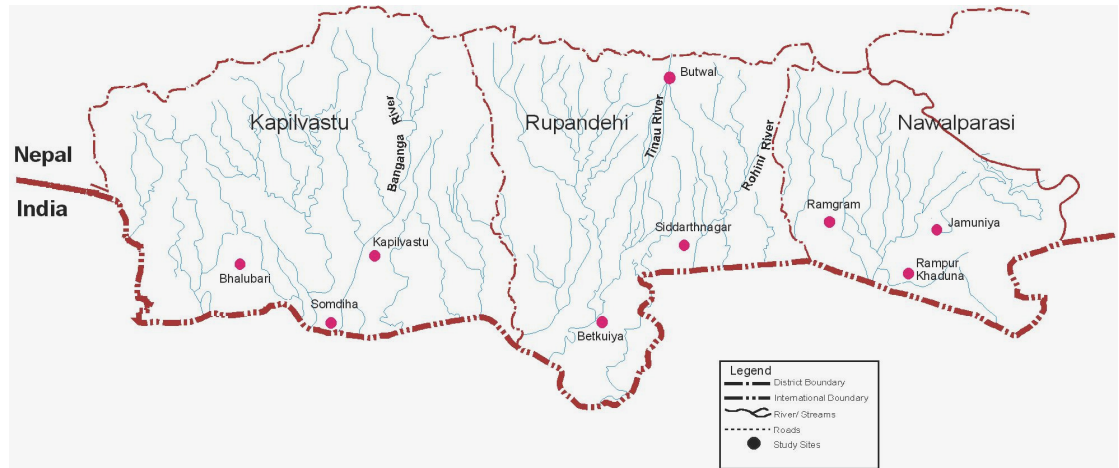 Butwal
Kapilvastu
Rupandehi
Nawalparasi
Banganga River
Tinau River
Rohini River
Nepal
India
Ramgram
Siddarthnagar
Jamuniya
Kapilvastu
Bhalubari
Rampur
Khaduna
Somdiha
Betkuiya
Legend
District Boundary
International Boundary
River/ Streams
Roads
Study Sites